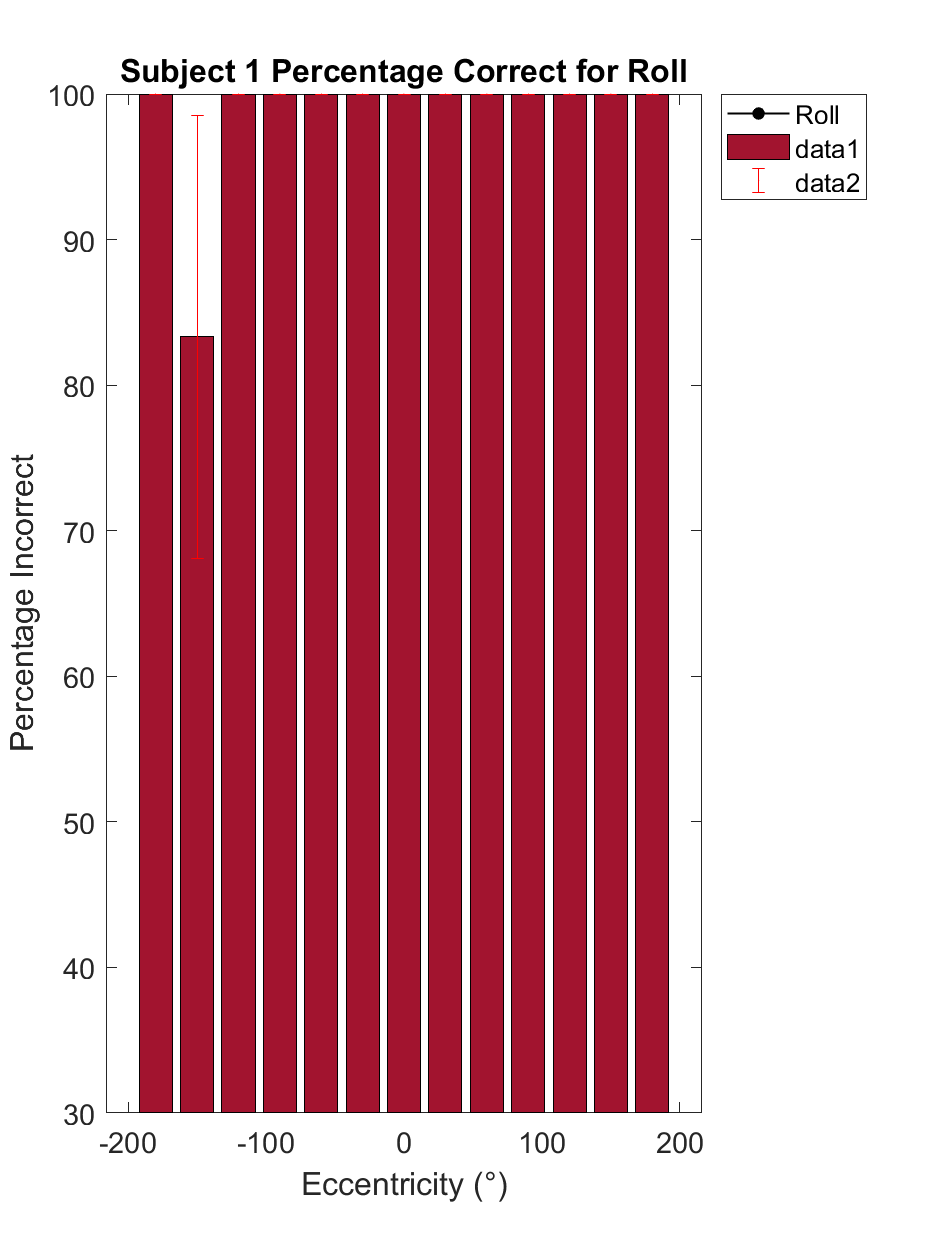 Subject 1 Percentage Correct for Roll
100
90
80
70
60
50
40
30
Percentage Incorrect
-200
-100
0
100
200
Eccentricity (°)
Roll
data1
data2